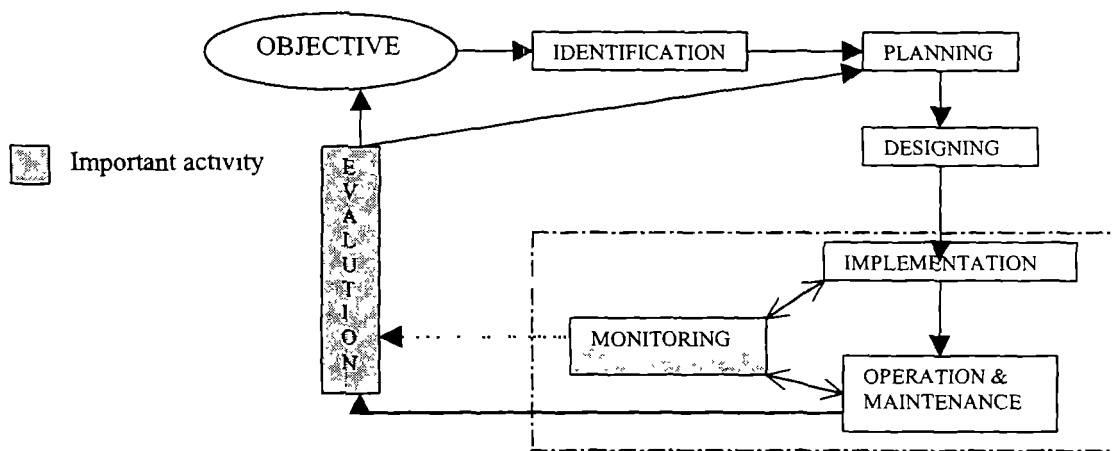 OBJECTIVE
IDENTIFICATION
PLANNING
DESIGNING
Important activity
EVALUTION
IMPLEMENTATION
MONITORING
OPERATION &
MAINTENANCE